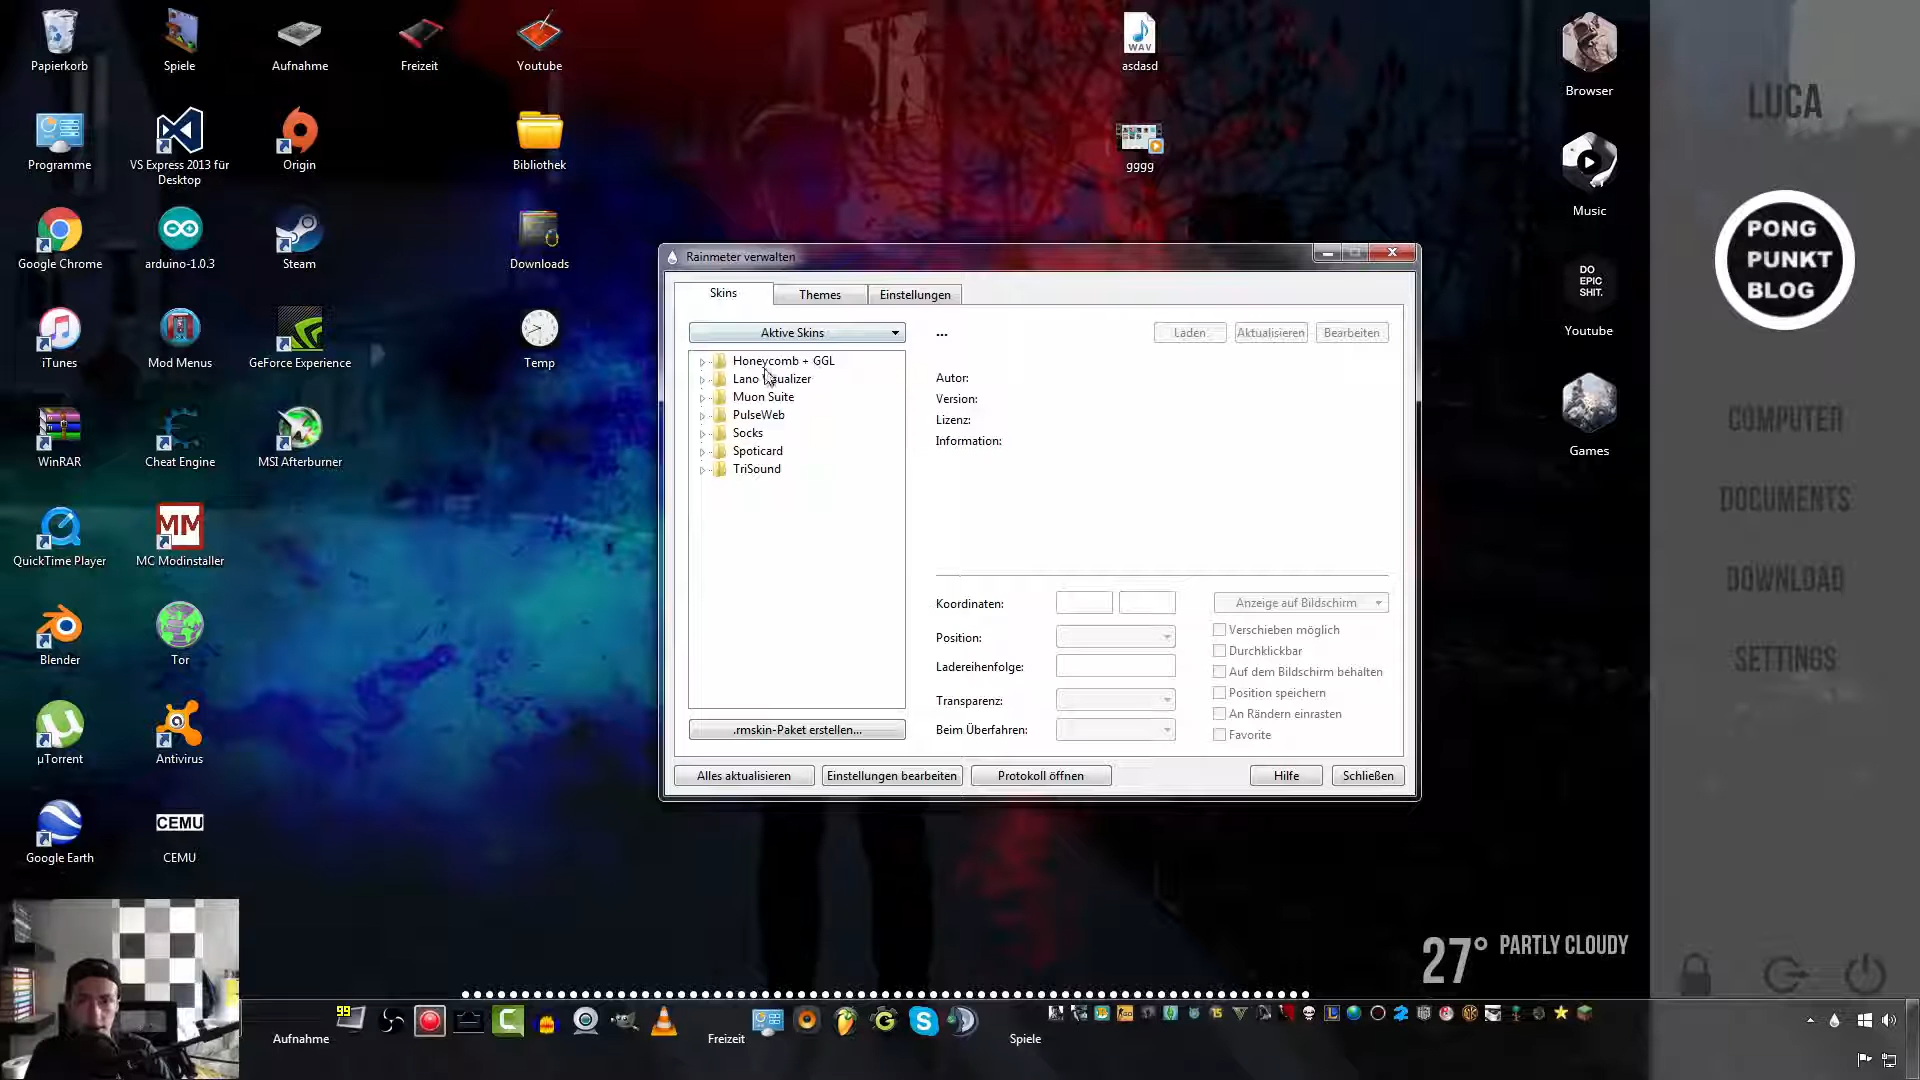 Papierkorb
Spiele
Aufnahme
Freizeit
Youtube
WAV
asdasd
Browser
LUCA
Programme
VS Express 2013 für
Desktop
Origin
Bibliothek
gggg
Music
PONG
PUNKT
BLOG
Google Chrome
arduino-1.0.3
Steam
Downloads
DO
EPIC
SHIT.
Youtube
iTunes
Mod Menus
GeForce Experience
Temp
Games
WinRAR
Cheat Engine
MSI Afterburner
QuickTime Player
MM
MC Modinstaller
Blender
Tor
µTorrent
Antivirus
Google Earth
CEMU
CEMU
Rainmeter verwalten
Skins
Themes
Einstellungen
Aktive Skins
...
Laden
Aktualisieren
Bearbeiten
Honeycomb + GGL
Muon Suite
PulseWeb
Socks
Spoticard
TriSound
Autor:
Version:
Lizenz:
Information:
Koordinaten:
Anzeige auf Bildschirm
Position:
Verschieben möglich
Durchklickbar
Ladereihenfolge:
Auf dem Bildschirm behalten
Transparenz:
Position speichern
An Rändern einrasten
Beim Überfahren:
Favorite
.rmskin-Paket erstellen...
Alles aktualisieren
Einstellungen bearbeiten
Protokoll öffnen
Hilfe
Schließen
COMPUTER
DOCUMENTS
DOWNLOAD
SETTINGS
27° PARTLY CLOUDY
99
Aufnahme
Freizeit
Spiele